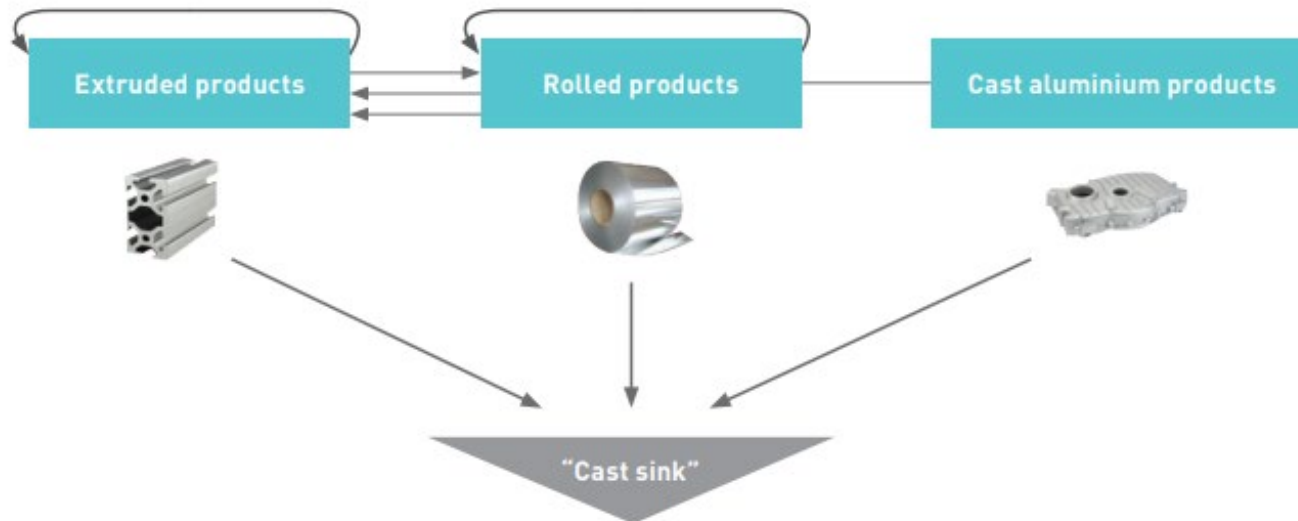 Extruded products
Rolled products
Cast aluminium products
“Cast sink”